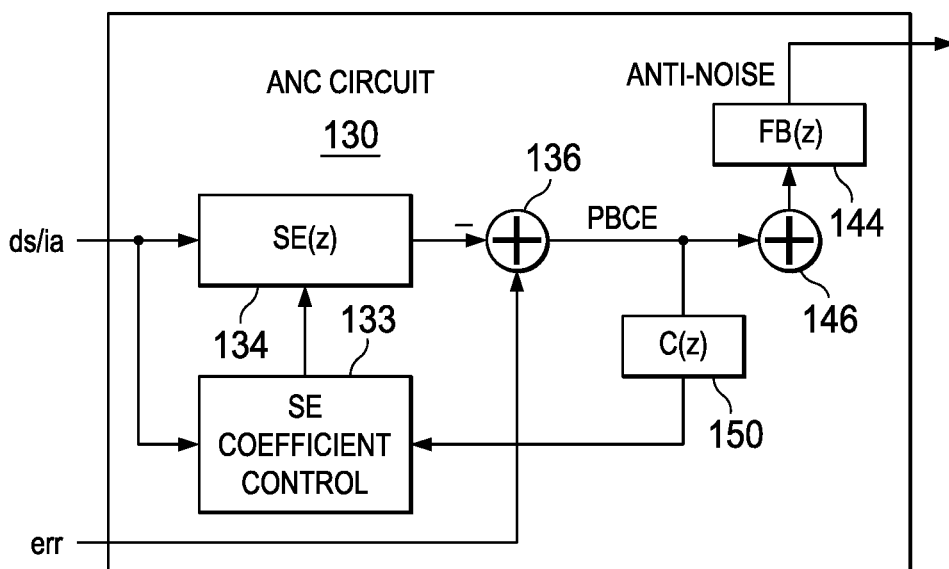 ANC CIRCUIT
130
ANTI-NOISE
FB(z)
144
136
ds/ia
SE(z)
–
PBCE
146
134
133
C(z)
150
SE
COEFFICIENT
CONTROL
err